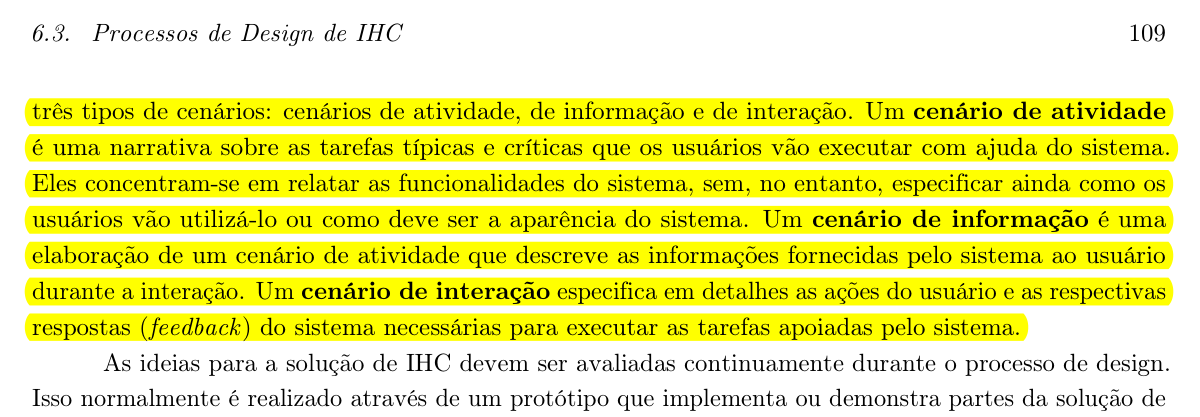 6.3. Processos de Design de IHC 109
três tipos de cenários: cenários de atividade, de informação e de interação. Um cenário de atividade
é uma narrativa sobre as tarefas típicas e críticas que os usuários vão executar com ajuda do sistema.
Eles concentram-se em relatar as funcionalidades do sistema, sem, no entanto, especificar ainda como os
usuários vão utilizá-lo ou como deve ser a aparência do sistema. Um cenário de informação é uma
elaboração de um cenário de atividade que descreve as informações fornecidas pelo sistema ao usuário
durante a interação. Um cenário de interação especifica em detalhes as ações do usuário e as respectivas
respostas (feedback) do sistema necessárias para executar as tarefas apoiadas pelo sistema.
As ideias para a solução de IHC devem ser avaliadas continuamente durante o processo de design.
Isso normalmente é realizado através de um protótipo que implementa ou demonstra partes da solução de